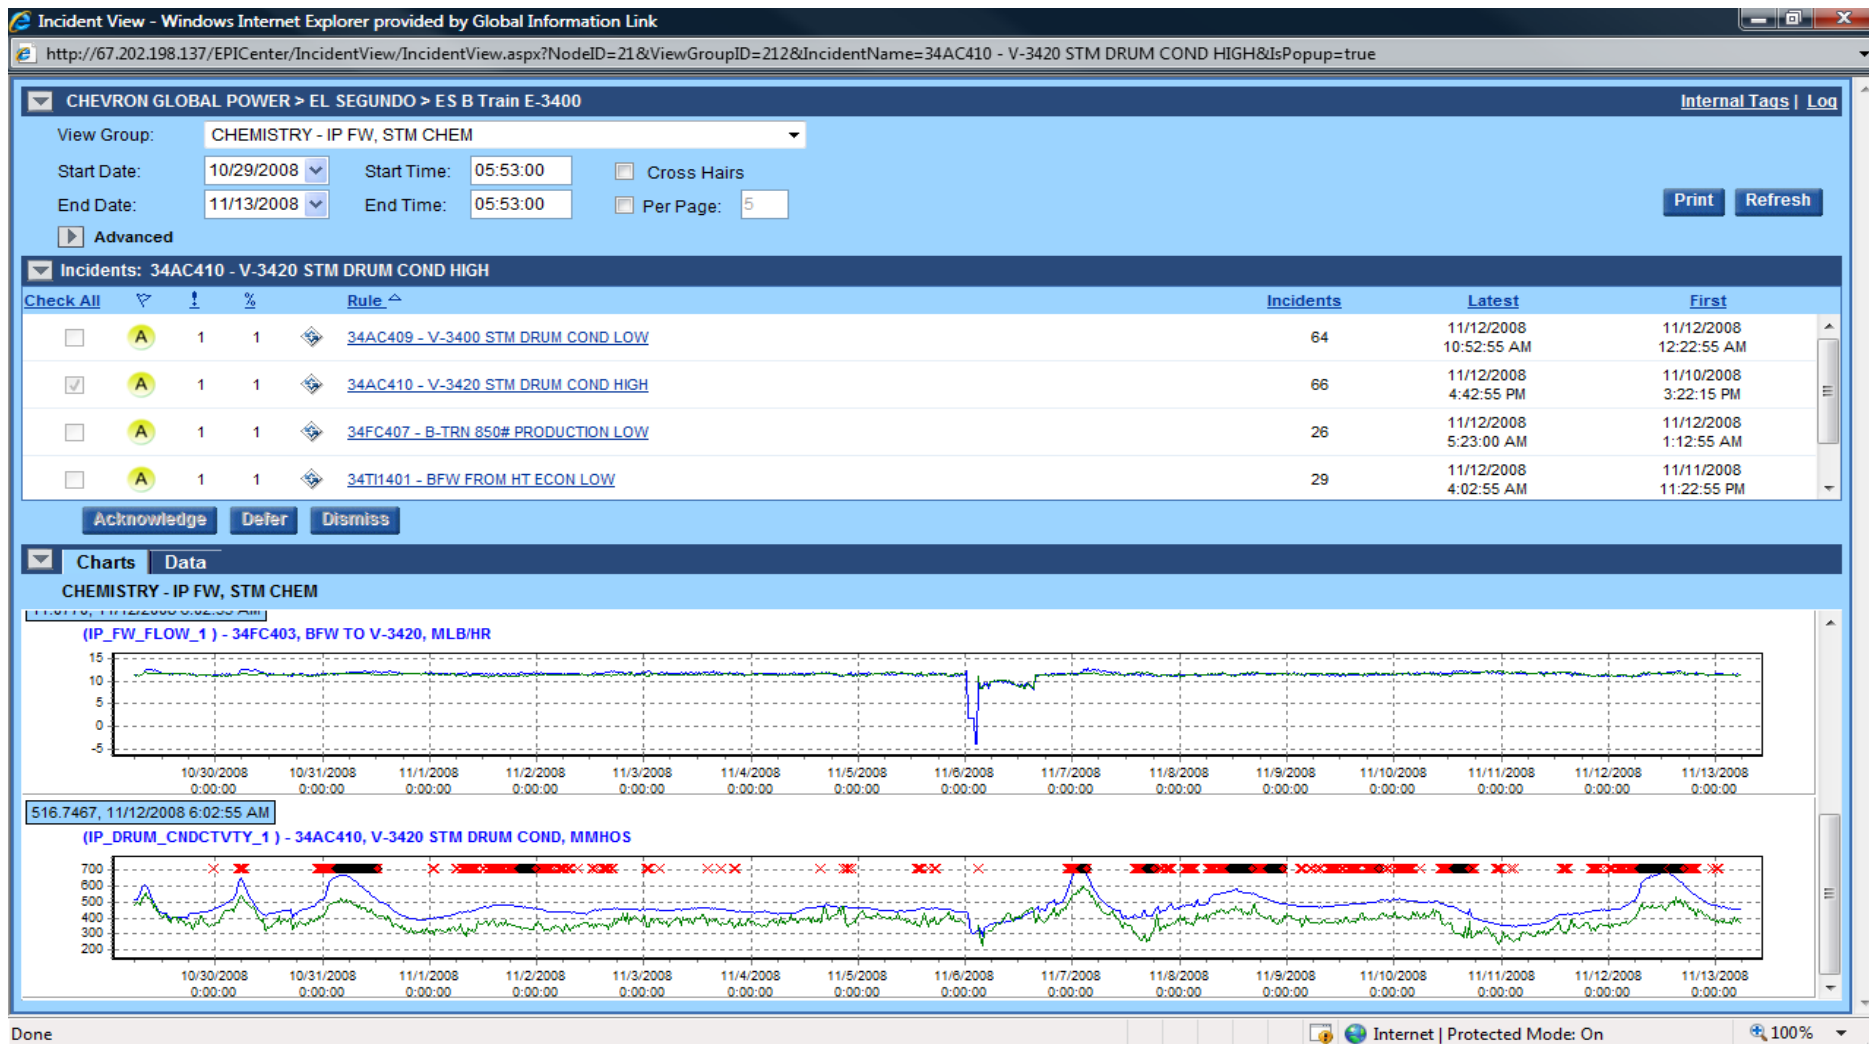 Incident View - Windows Internet Explorer provided by Global Information Link
http://67.202.198.137/EPICenter/IncidentView/IncidentView.aspx?NodeID=21&ViewGroupID=212&IncidentName=34AC410 - V-3420 STM DRUM COND HIGH&IsPopup=true
CHEVRON GLOBAL POWER > EL SEGUNDO > ES B Train E-3400 Internal Tags | Log
View Group: CHEMISTRY - IP FW, STM CHEM
Start Date: 10/29/2008 Start Time: 05:53:00 Cross Hairs
End Date: 11/13/2008 End Time: 05:53:00 Per Page: 5 Print Refresh
Advanced
Incidents: 34AC410 - V-3420 STM DRUM COND HIGH
Check All ! % Rule Incidents Latest First
A 1 1 34AC409 - V-3400 STM DRUM COND LOW 64 11/12/2008 10:52:55 AM 11/12/2008 12:22:55 AM
A 1 1 34AC410 - V-3420 STM DRUM COND HIGH 66 11/12/2008 4:42:55 PM 11/10/2008 3:22:15 PM
A 1 1 34FC407 - B-TRN 850# PRODUCTION LOW 26 11/12/2008 5:23:00 AM 11/12/2008 1:12:55 AM
A 1 1 34TI1401 - BFW FROM HT ECON LOW 29 11/12/2008 4:02:55 AM 11/11/2008 11:22:55 PM
Acknowledge Defer Dismiss
Charts Data
CHEMISTRY - IP FW, STM CHEM
(IP_FW_FLOW_1 ) - 34FC403, BFW TO V-3420, MLB/HR
15
10
5
0
-5
10/30/2008 10/31/2008 11/1/2008 11/2/2008 11/3/2008 11/4/2008 11/5/2008 11/6/2008 11/7/2008 11/8/2008 11/9/2008 11/10/2008 11/11/2008 11/12/2008 11/13/2008
0:00:00 0:00:00 0:00:00 0:00:00 0:00:00 0:00:00 0:00:00 0:00:00 0:00:00 0:00:00 0:00:00 0:00:00 0:00:00 0:00:00 0:00:00
516.7467, 11/12/2008 6:02:55 AM
(IP_DRUM_CNDCTVTY_1 ) - 34AC410, V-3420 STM DRUM COND, MMHOS
700
600
500
400
300
200
10/30/2008 10/31/2008 11/1/2008 11/2/2008 11/3/2008 11/4/2008 11/5/2008 11/6/2008 11/7/2008 11/8/2008 11/9/2008 11/10/2008 11/11/2008 11/12/2008 11/13/2008
0:00:00 0:00:00 0:00:00 0:00:00 0:00:00 0:00:00 0:00:00 0:00:00 0:00:00 0:00:00 0:00:00 0:00:00 0:00:00 0:00:00 0:00:00
Done Internet | Protected Mode: On 100%